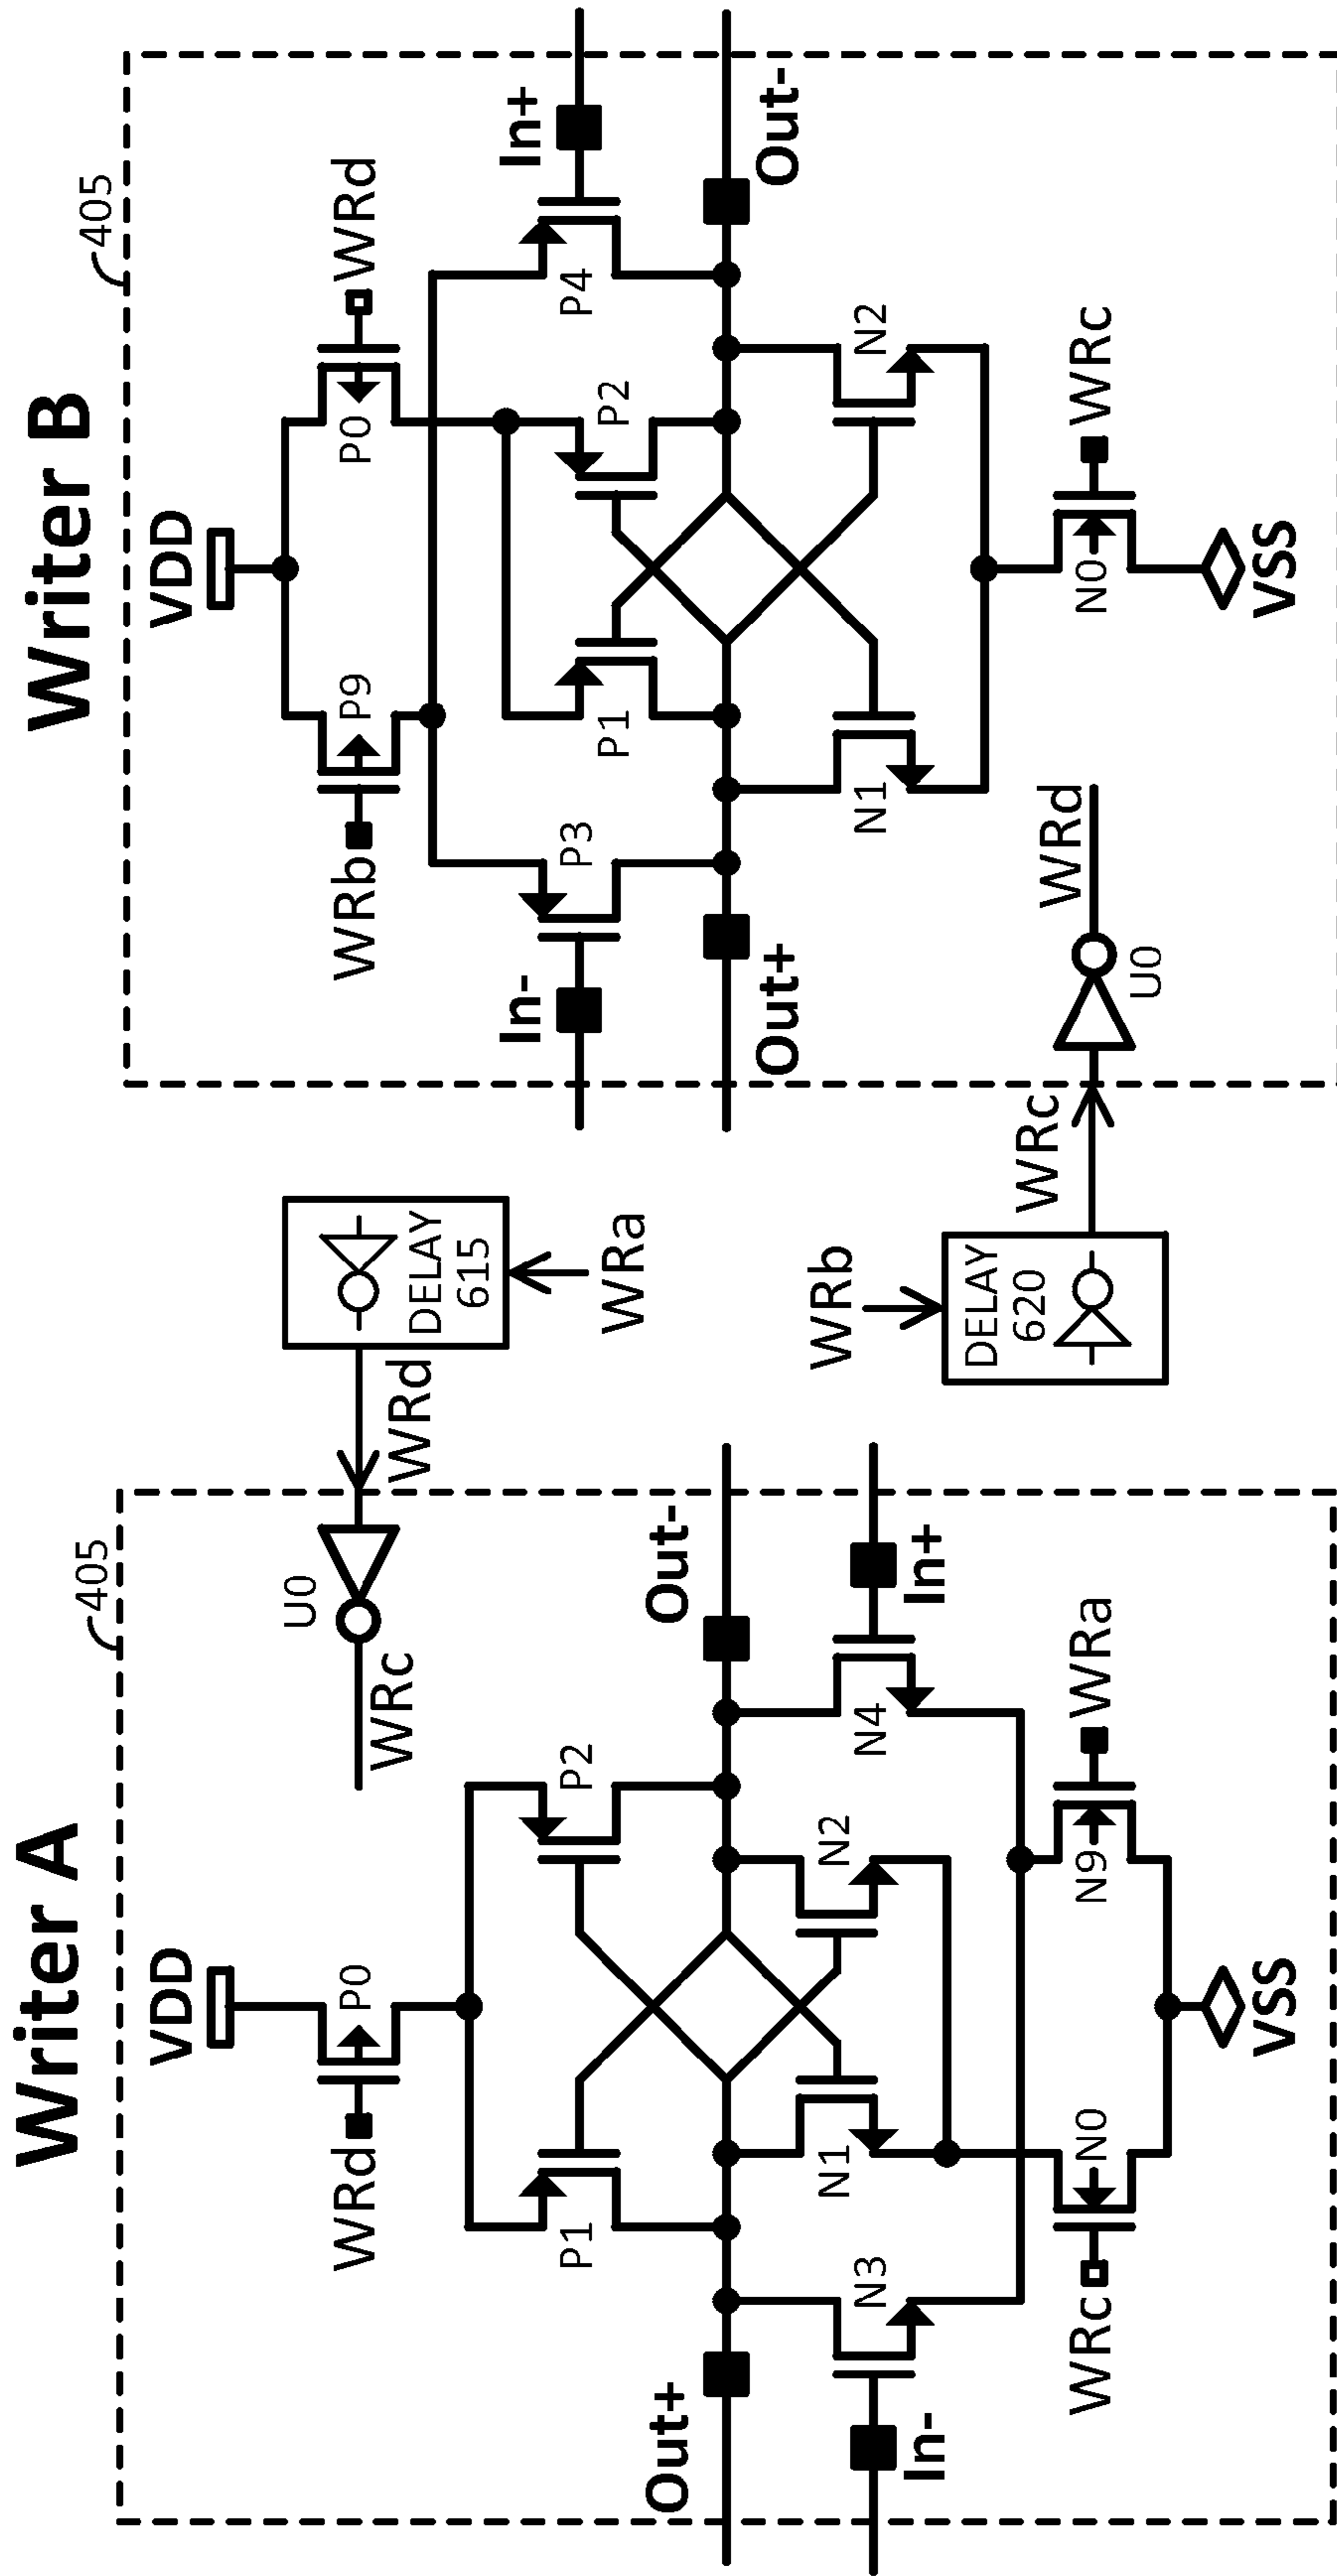 Writer A
405
VDD
WRd
P0
U0
WRc
WRd
DELAY
615
WRa
P1
P2
Out+
Out-
N1
N2
N3
N4
In-
In+
WRc
N0
N9
WRa
VSS
Writer B
405
VDD
WRb
P9
P0
WRd
In-
P3
P1
P2
P4
In+
Out+
Out-
N1
N2
WRb
DELAY
620
WRc
U0
WRd
N0
WRc
VSS